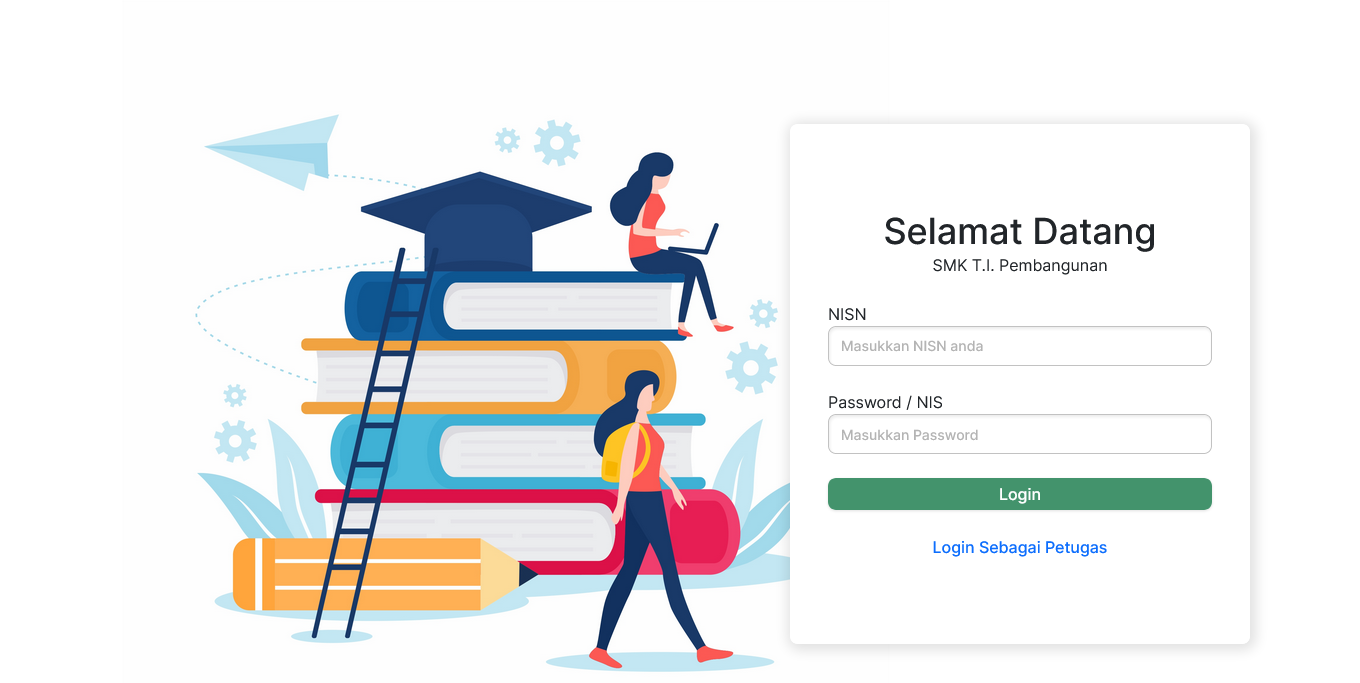 Selamat Datang
SMK T.I. Pembangunan
NISN
Masukkan NISN anda
Password / NIS
Masukkan Password
Login
Login Sebagai Petugas